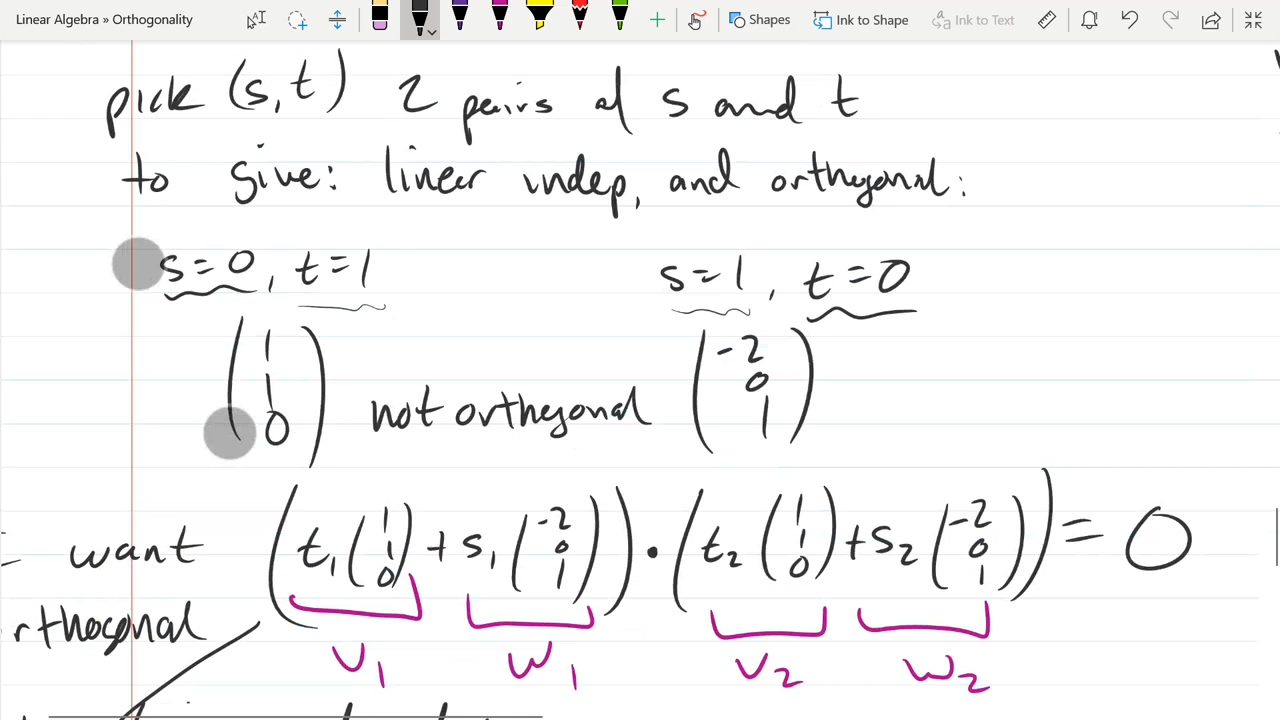 Linear Algebra » Orthogonality
Shapes Ink to Shape Ink to Text
pick (s,t) 2 pairs of s and t
to give: linear indep, and orthogonal:
s=0, t=1 s=1, t=0
(1 1 0) not orthogonal (-2 0 1)
want (t₁(1 1 0) + s₁(-2 0 1)) • (t₂(1 1 0) + s₂(-2 0 1)) = 0
rthogonal
v₁ w₁ v₂ w₂